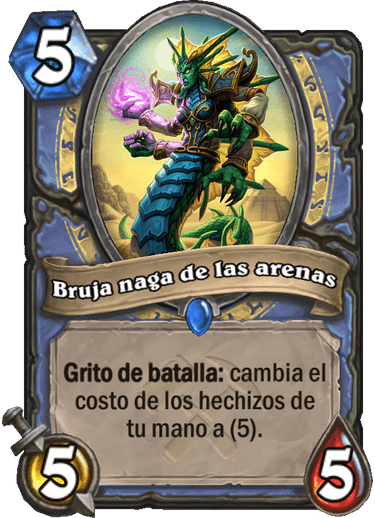 5
Bruja naga de las arenas
Grito de batalla: cambia el
costo de los hechizos de
tu mano a (5).
5
5